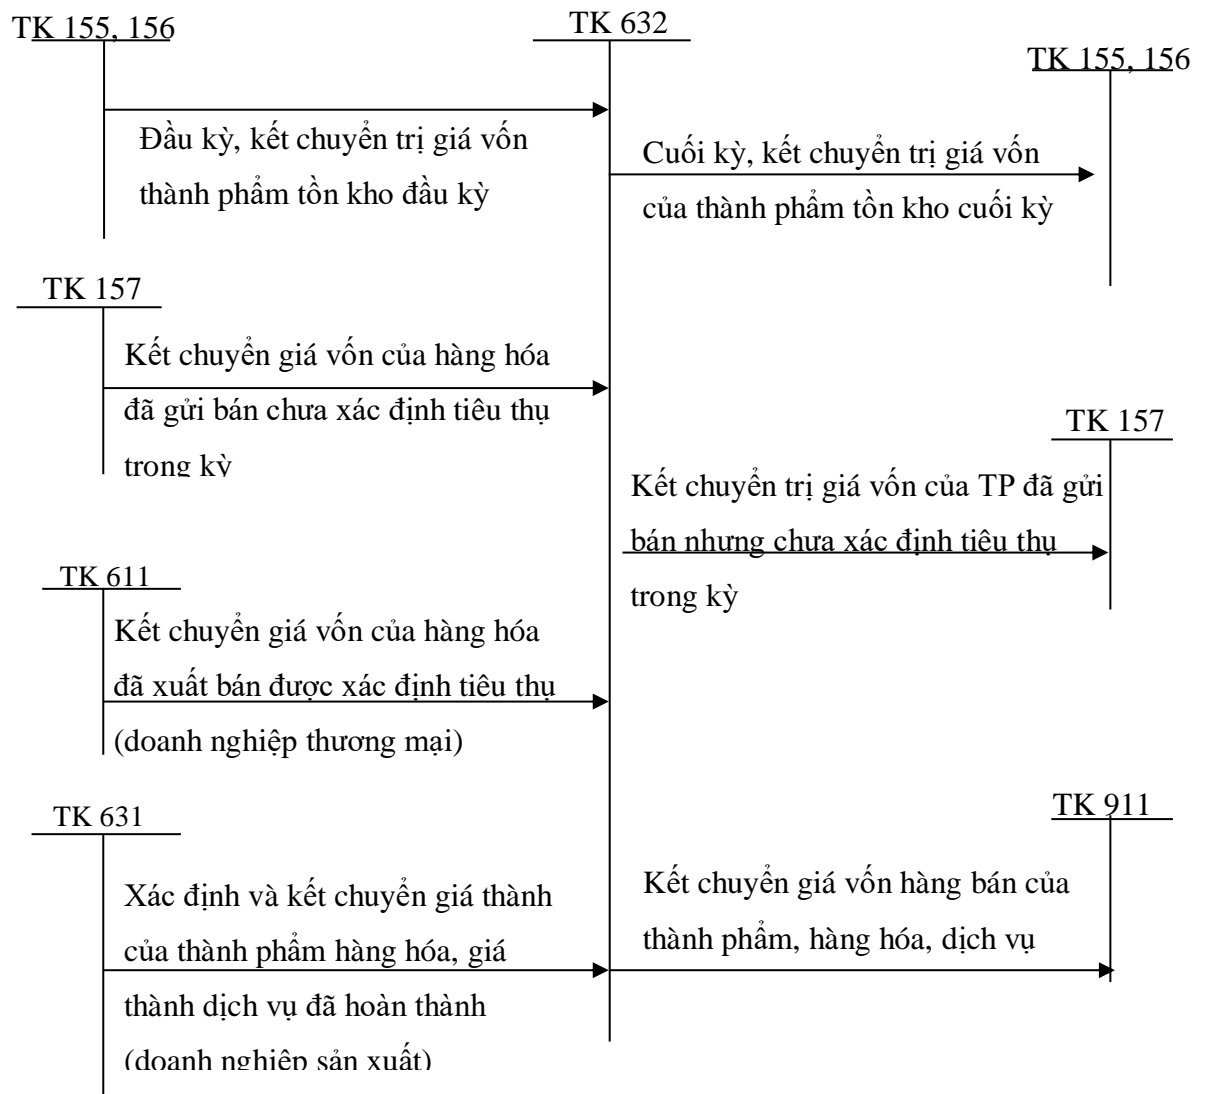 TK 155, 156
TK 632
TK 155, 156
Đầu kỳ, kết chuyển trị giá vốn
thành phẩm tồn kho đầu kỳ
Cuối kỳ, kết chuyển trị giá vốn
của thành phẩm tồn kho cuối kỳ
TK 157
Kết chuyển giá vốn của hàng hóa
đã gửi bán chưa xác định tiêu thụ
trong kỳ
TK 157
Kết chuyển trị giá vốn của TP đã gửi
bán nhưng chưa xác định tiêu thụ
trong kỳ
TK 611
Kết chuyển giá vốn của hàng hóa
đã xuất bán được xác định tiêu thụ
(doanh nghiệp thương mại)
TK 631
Xác định và kết chuyển giá thành
của thành phẩm hàng hóa, giá
thành dịch vụ đã hoàn thành
(doanh nghiệp sản xuất)
TK 911
Kết chuyển giá vốn hàng bán của
thành phẩm, hàng hóa, dịch vụ